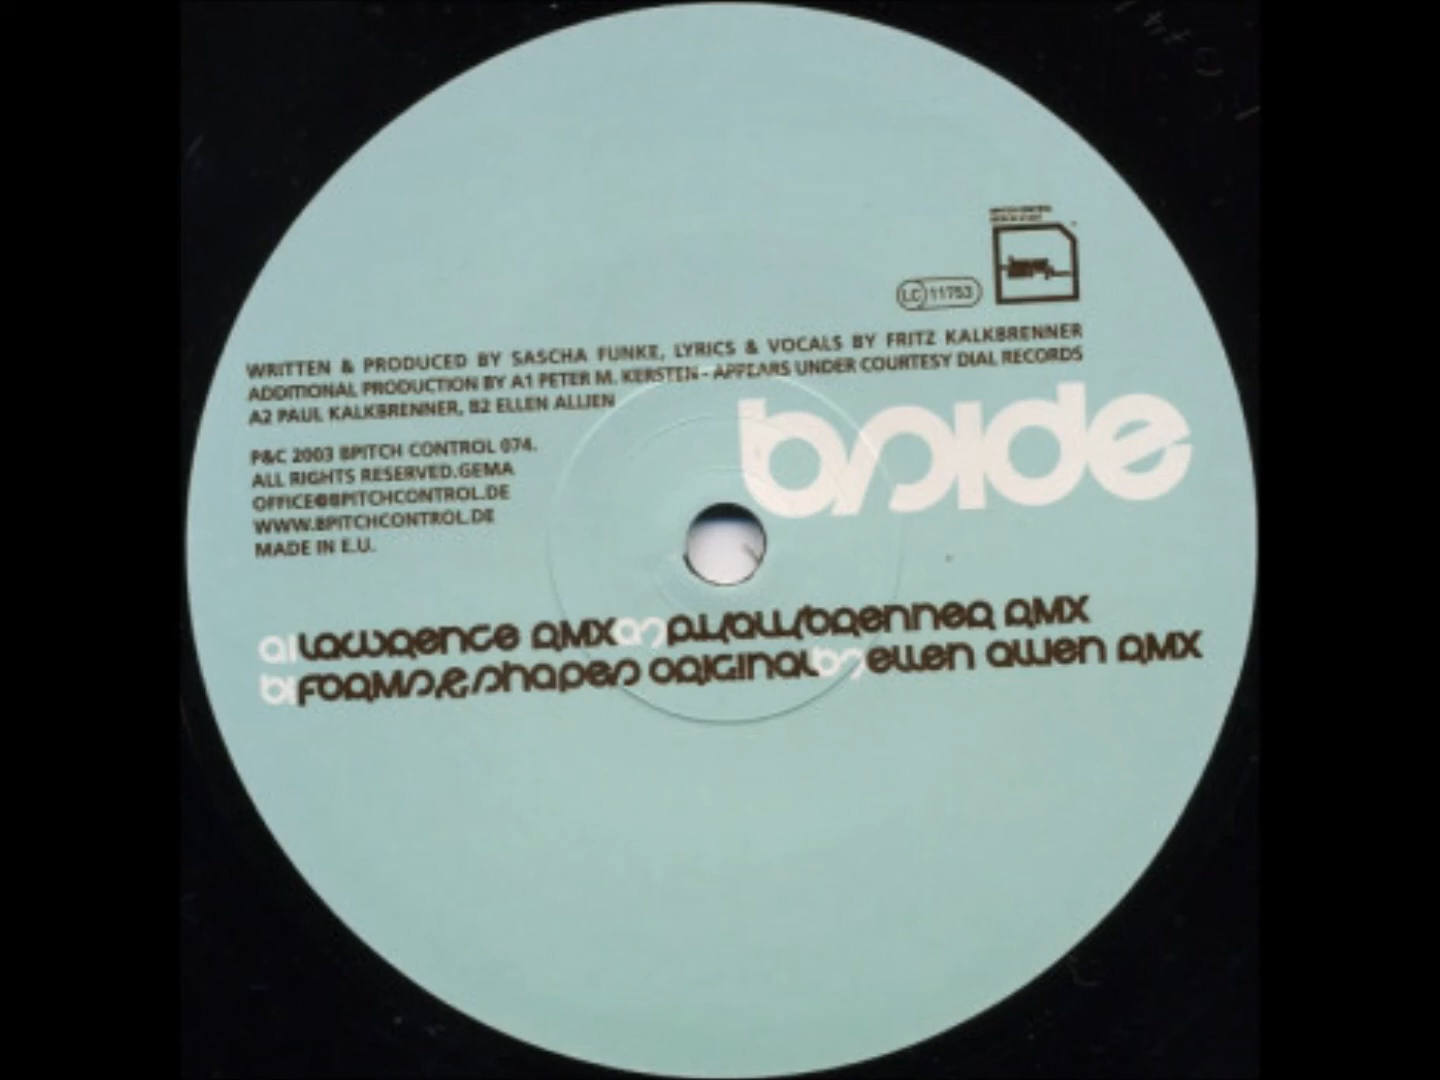 LC 11753
WRITTEN & PRODUCED BY SASCHA FUNKE, LYRICS & VOCALS BY FRITZ KALKBRENNER
ADDITIONAL PRODUCTION BY A1 PETER M. KERSTEN - APPEARS UNDER COURTESY DIAL RECORDS
A2 PAUL KALKBRENNER, B2 ELLEN ALLIEN
b/side
P&C 2003 BPITCH CONTROL 074.
ALL RIGHTS RESERVED.GEMA
OFFICE@BPITCHCONTROL.DE
WWW.BPITCHCONTROL.DE
MADE IN E.U.
a1 Lawrence RMX a2 P.Kalkbrenner RMX
b1 Forms & Shapes Original b2 Ellen Allien RMX